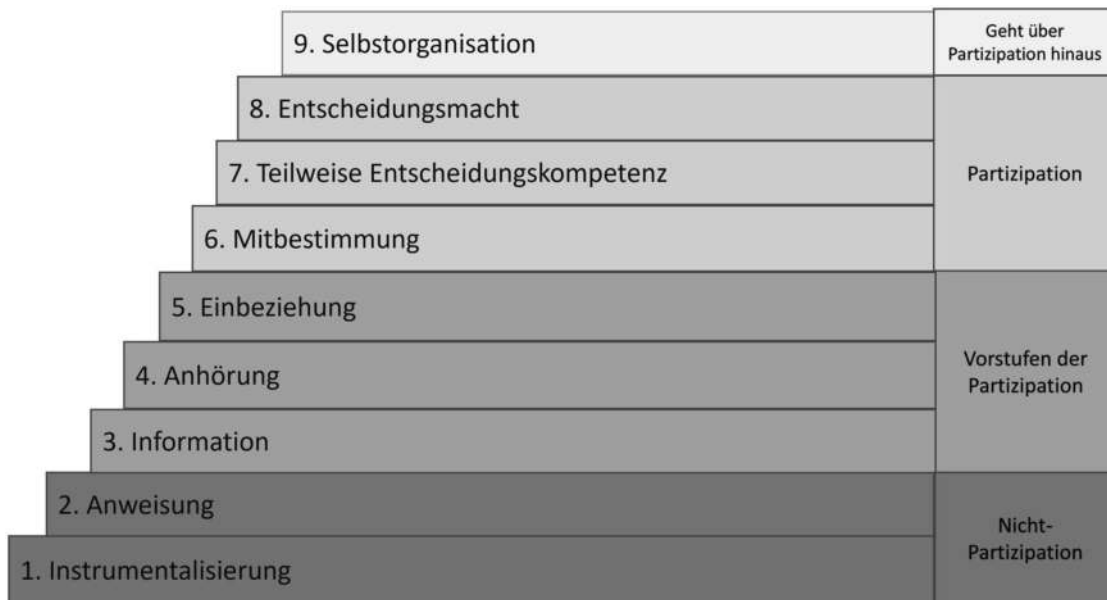 9. Selbstorganisation
Geht über
Partizipation hinaus
8. Entscheidungsmacht
7. Teilweise Entscheidungskompetenz
Partizipation
6. Mitbestimmung
5. Einbeziehung
4. Anhörung
Vorstufen der
Partizipation
3. Information
2. Anweisung
Nicht-
Partizipation
1. Instrumentalisierung